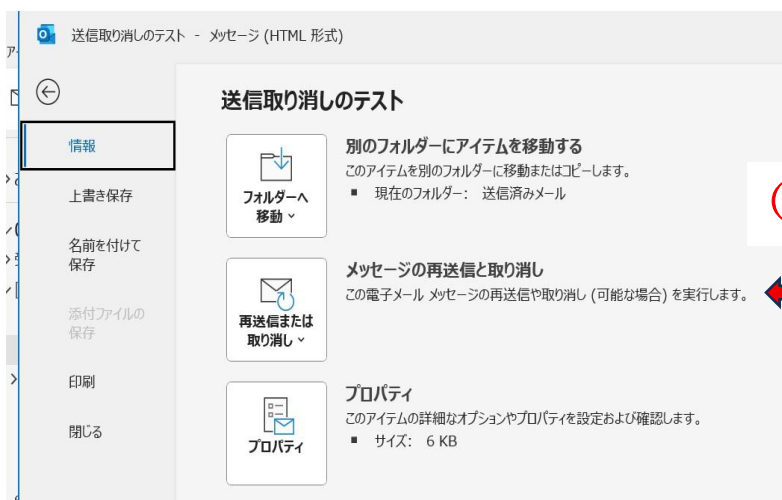 送信取り消しのテスト - メッセージ (HTML 形式)
送信取り消しのテスト
情報
上書き保存
名前を付けて
保存
添付ファイルの
保存
印刷
閉じる
フォルダーへ
移動
別のフォルダーにアイテムを移動する
このアイテムを別のフォルダーに移動またはコピーします。
■ 現在のフォルダー: 送信済みメール
再送信または
取り消し
メッセージの再送信と取り消し
この電子メール メッセージの再送信や取り消し (可能な場合) を実行します。
プロパティ
プロパティ
このアイテムの詳細なオプションやプロパティを設定および確認します。
■ サイズ: 6 KB